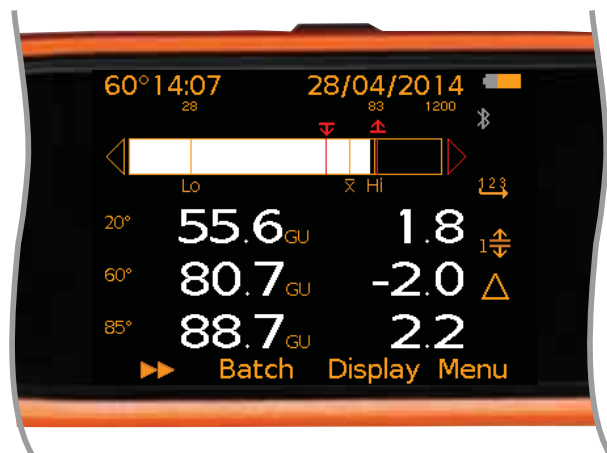 60°14:07 28/04/2014
28 83 1200
Lo x̅ Hi
123
20° 55.6GU 1.8
1
60° 80.7GU -2.0
85° 88.7GU 2.2
Batch Display Menu